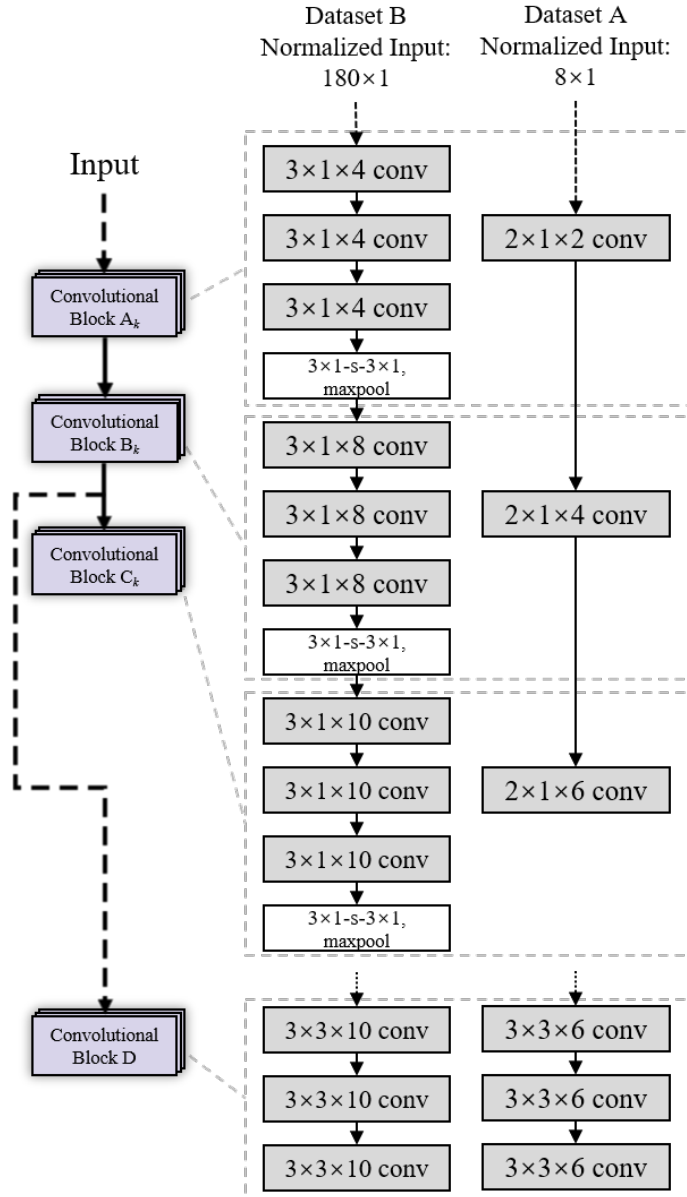 Dataset B
Normalized Input:
180×1
Dataset A
Normalized Input:
8×1
Input
Convolutional
Block Aₖ
Convolutional
Block Bₖ
Convolutional
Block Cₖ
Convolutional
Block D
3×1×4 conv
3×1×4 conv
3×1×4 conv
3×1-s-3×1,
maxpool
3×1×8 conv
3×1×8 conv
3×1×8 conv
3×1-s-3×1,
maxpool
3×1×10 conv
3×1×10 conv
3×1×10 conv
3×1-s-3×1,
maxpool
3×3×10 conv
3×3×10 conv
3×3×10 conv
2×1×2 conv
2×1×4 conv
2×1×6 conv
3×3×6 conv
3×3×6 conv
3×3×6 conv